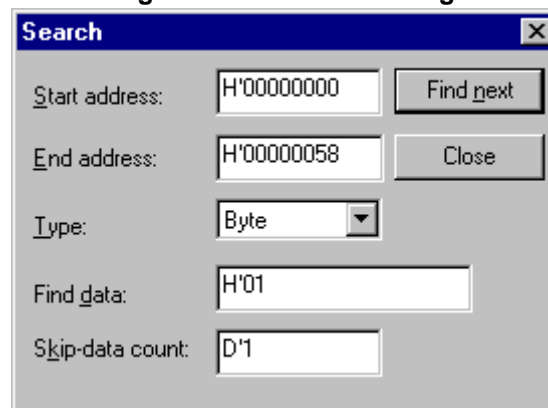 Search
Start address: H'00000000 Find next
End address: H'00000058 Close
Type: Byte
Find data: H'01
Skip-data count: D'1